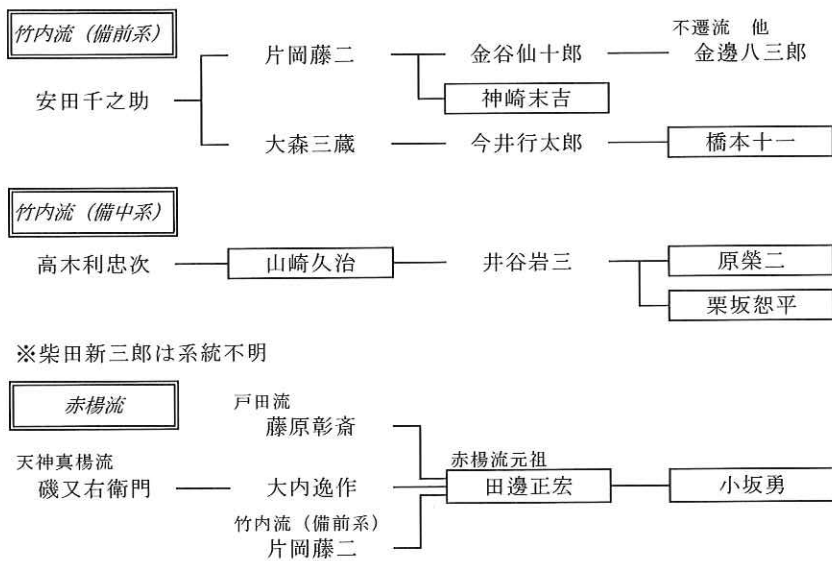 竹内流（備前系）
不遷流 他
片岡藤二 金谷仙十郎 金邊八三郎
安田千之助 神崎末吉
大森三蔵 今井行太郎 橋本十一
竹内流（備中系）
高木利忠次 山崎久治 井谷岩三 原榮二
栗坂恕平
※柴田新三郎は系統不明
赤楊流
戸田流
藤原彰斎
天神真楊流 赤楊流元祖
磯又右衛門 大内逸作 田邊正宏 小坂勇
竹内流（備前系）
片岡藤二